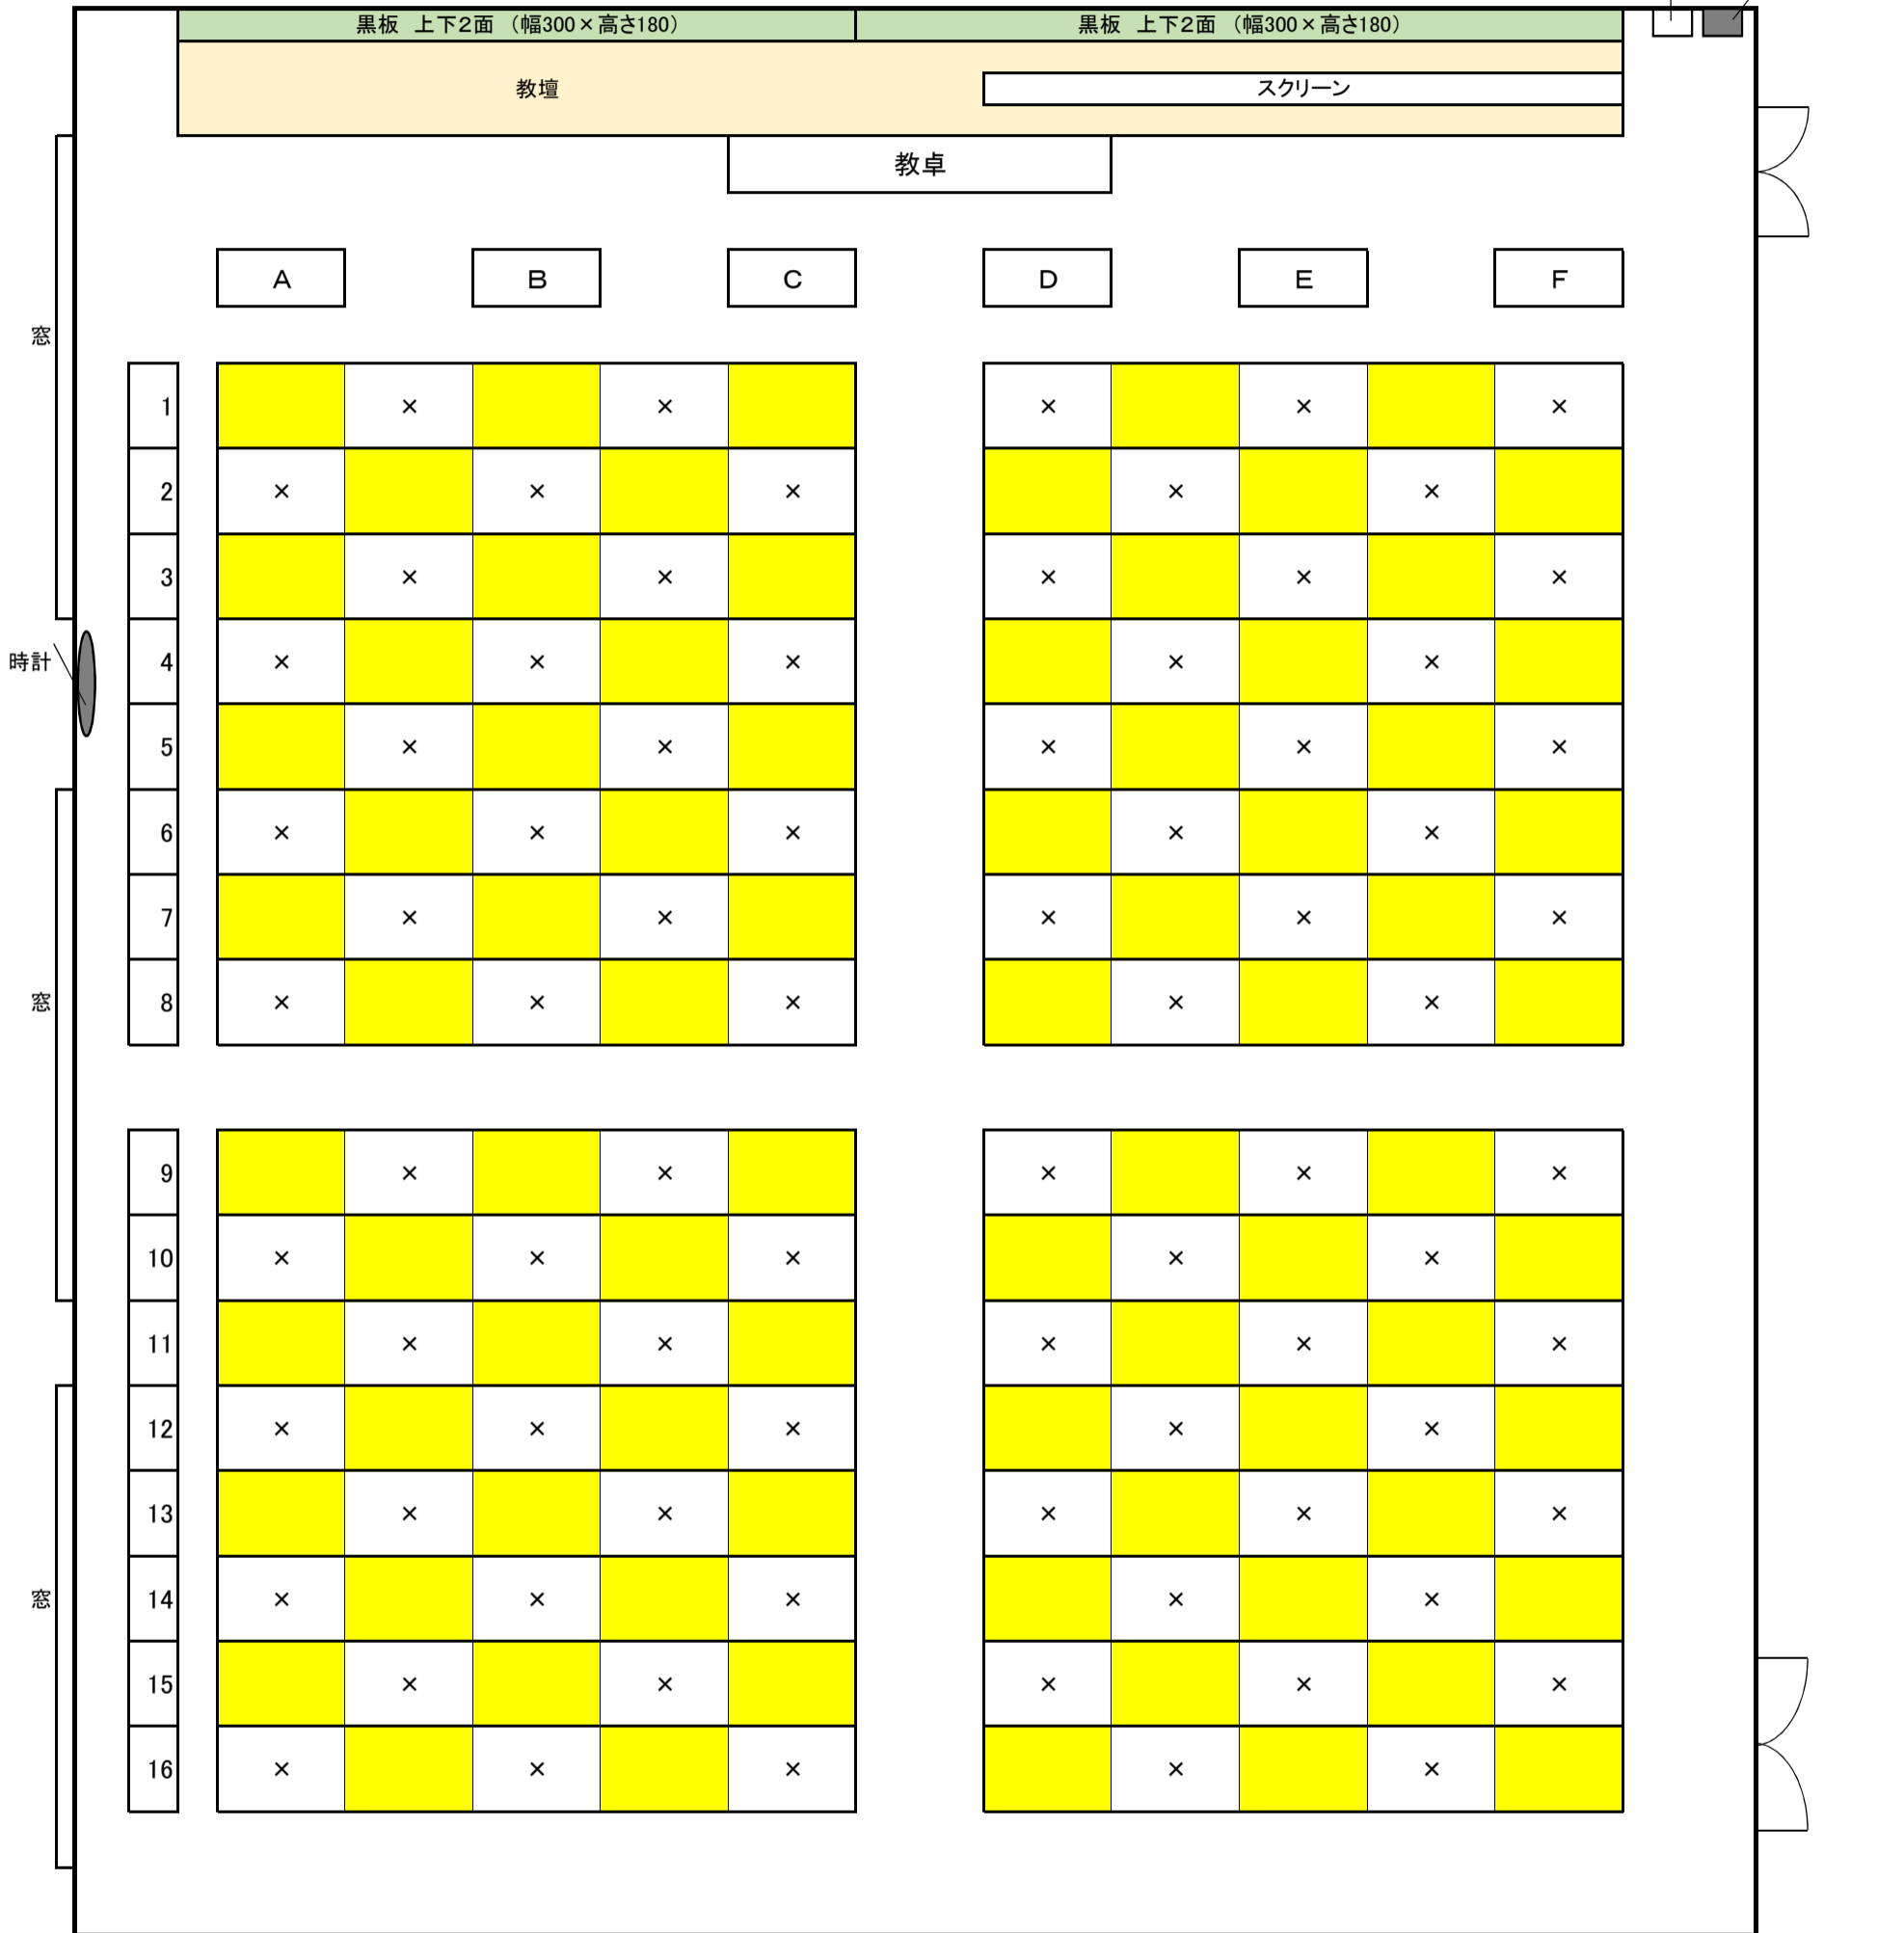 黒板 上下２面 （幅300×高さ180） 黒板 上下２面 （幅300×高さ180）
教壇 スクリーン
教卓
A B C D E F
窓
1 × × × × ×
2 × × × × ×
3 × × × × ×
時計 4 × × × × ×
5 × × × × ×
6 × × × × ×
7 × × × × ×
窓 8 × × × × ×
9 × × × × ×
10 × × × × ×
11 × × × × ×
12 × × × × ×
13 × × × × ×
窓 14 × × × × ×
15 × × × × ×
16 × × × × ×